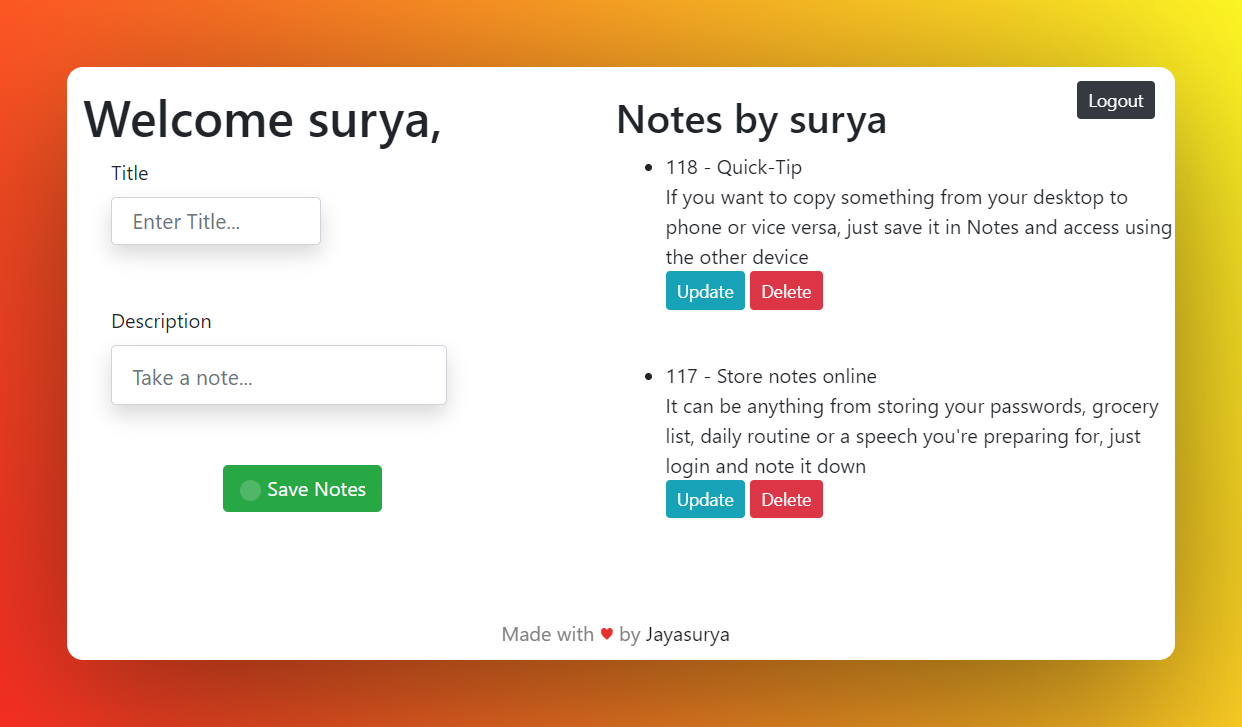 Welcome surya,
Title
Enter Title...
Description
Take a note...
Save Notes
Notes by surya
Logout
118 - Quick-Tip
If you want to copy something from your desktop to
phone or vice versa, just save it in Notes and access using
the other device
Update Delete
117 - Store notes online
It can be anything from storing your passwords, grocery
list, daily routine or a speech you're preparing for, just
login and note it down
Update Delete
Made with ♥ by Jayasurya